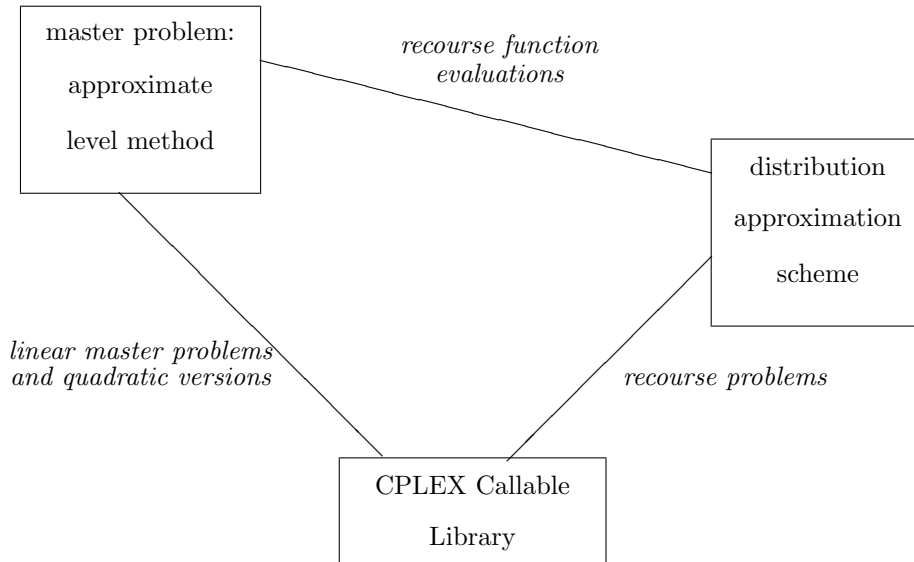 master problem:
approximate
level method
recourse function
evaluations
distribution
approximation
scheme
linear master problems
and quadratic versions
recourse problems
CPLEX Callable
Library